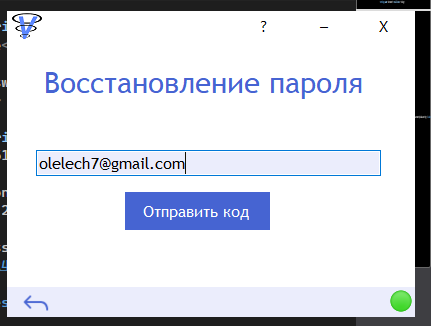 ? – X
Восстановление пароля
olelech7@gmail.com
Отправить код